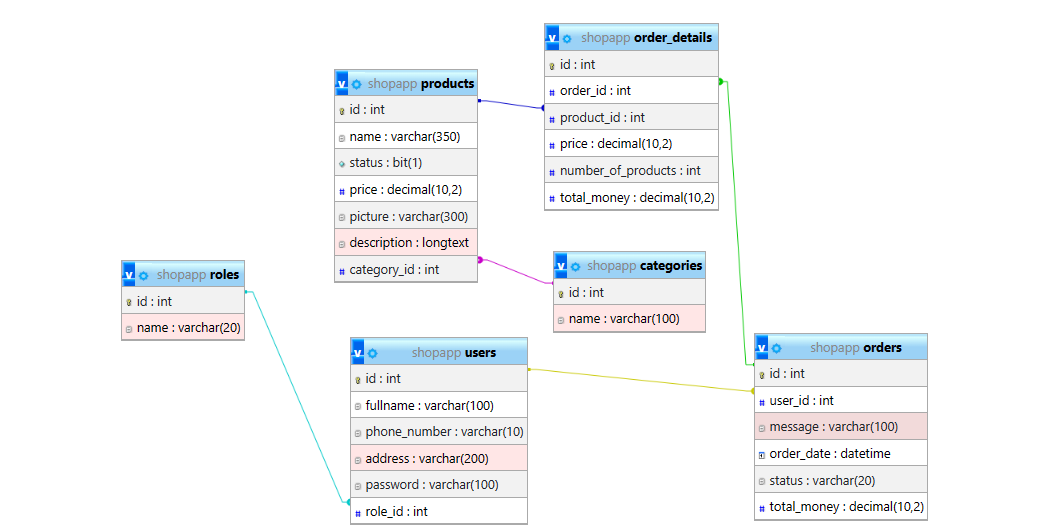 shopapp order_details
id : int
order_id : int
product_id : int
price : decimal(10,2)
number_of_products : int
total_money : decimal(10,2)
shopapp products
id : int
name : varchar(350)
status : bit(1)
price : decimal(10,2)
picture : varchar(300)
description : longtext
category_id : int
shopapp categories
id : int
name : varchar(100)
shopapp roles
id : int
name : varchar(20)
shopapp users
id : int
fullname : varchar(100)
phone_number : varchar(10)
address : varchar(200)
password : varchar(100)
role_id : int
shopapp orders
id : int
user_id : int
message : varchar(100)
order_date : datetime
status : varchar(20)
total_money : decimal(10,2)